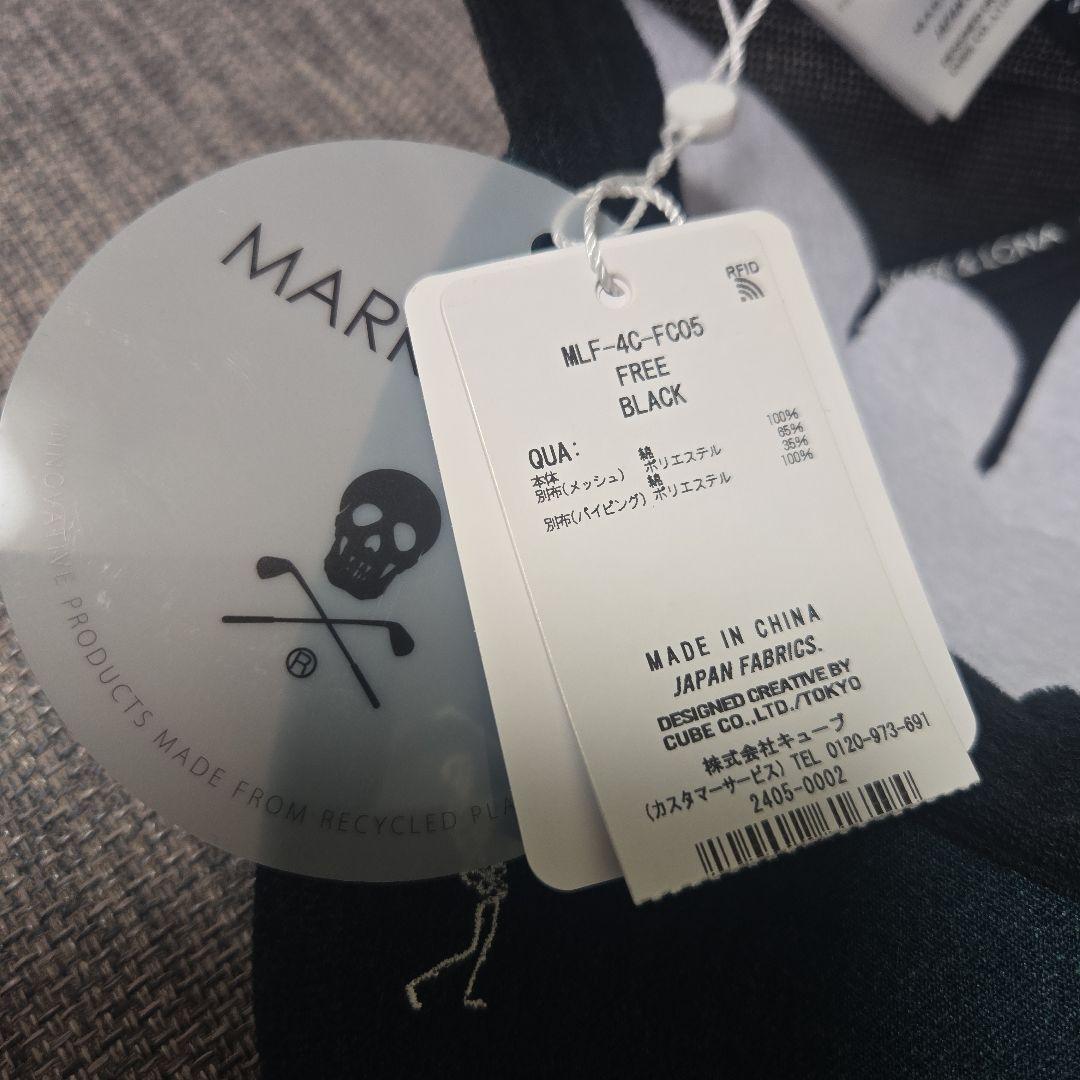 MARK
INNOVATIVE PRODUCTS MADE FROM RECYCLED PLA
®
RFID
MLF-4C-FC05
FREE
BLACK
QUA:
本体 綿 100%
別布(メッシュ) ポリエステル 65%
綿 35%
別布(パイピング) ポリエステル 100%
MADE IN CHINA
JAPAN FABRICS.
DESIGNED CREATIVE BY
CUBE CO.,LTD./TOKYO
株式会社キューブ
(カスタマーサービス) TEL 0120-973-691
2405-0002
& LONA